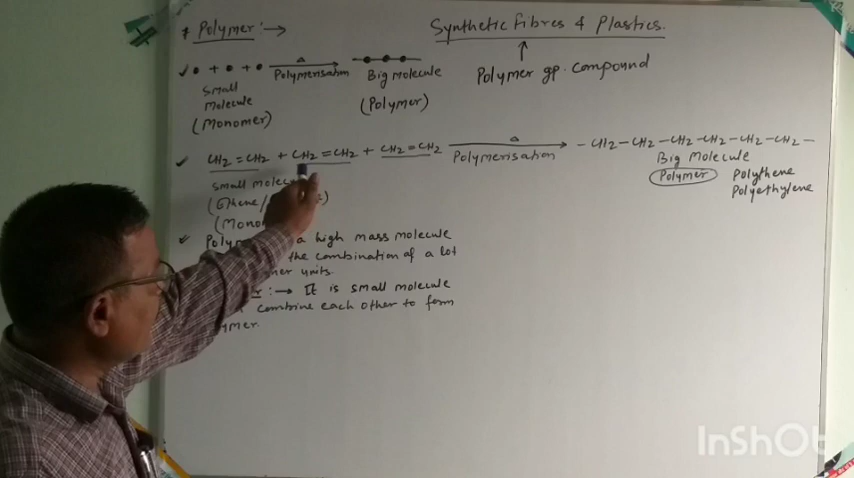 Synthetic Fibres & Plastics.
↑
Polymer gp. Compound
* Polymer :→
✓ • + • + • Δ→ Polymerisation •-•-•
Small Molecule
(Monomer)
Big Molecule
(Polymer)
✓ CH2 = CH2 + CH2 = CH2 + CH2 = CH2 Δ→ Polymerisation - CH2 - CH2 - CH2 - CH2 - CH2 - CH2 -
Small
Big Molecule
Polymer
Polythene
Polyethylene
a high mass molecule
the combination of a lot
units.
:→ It is small molecule
combine each other to form
InShOt